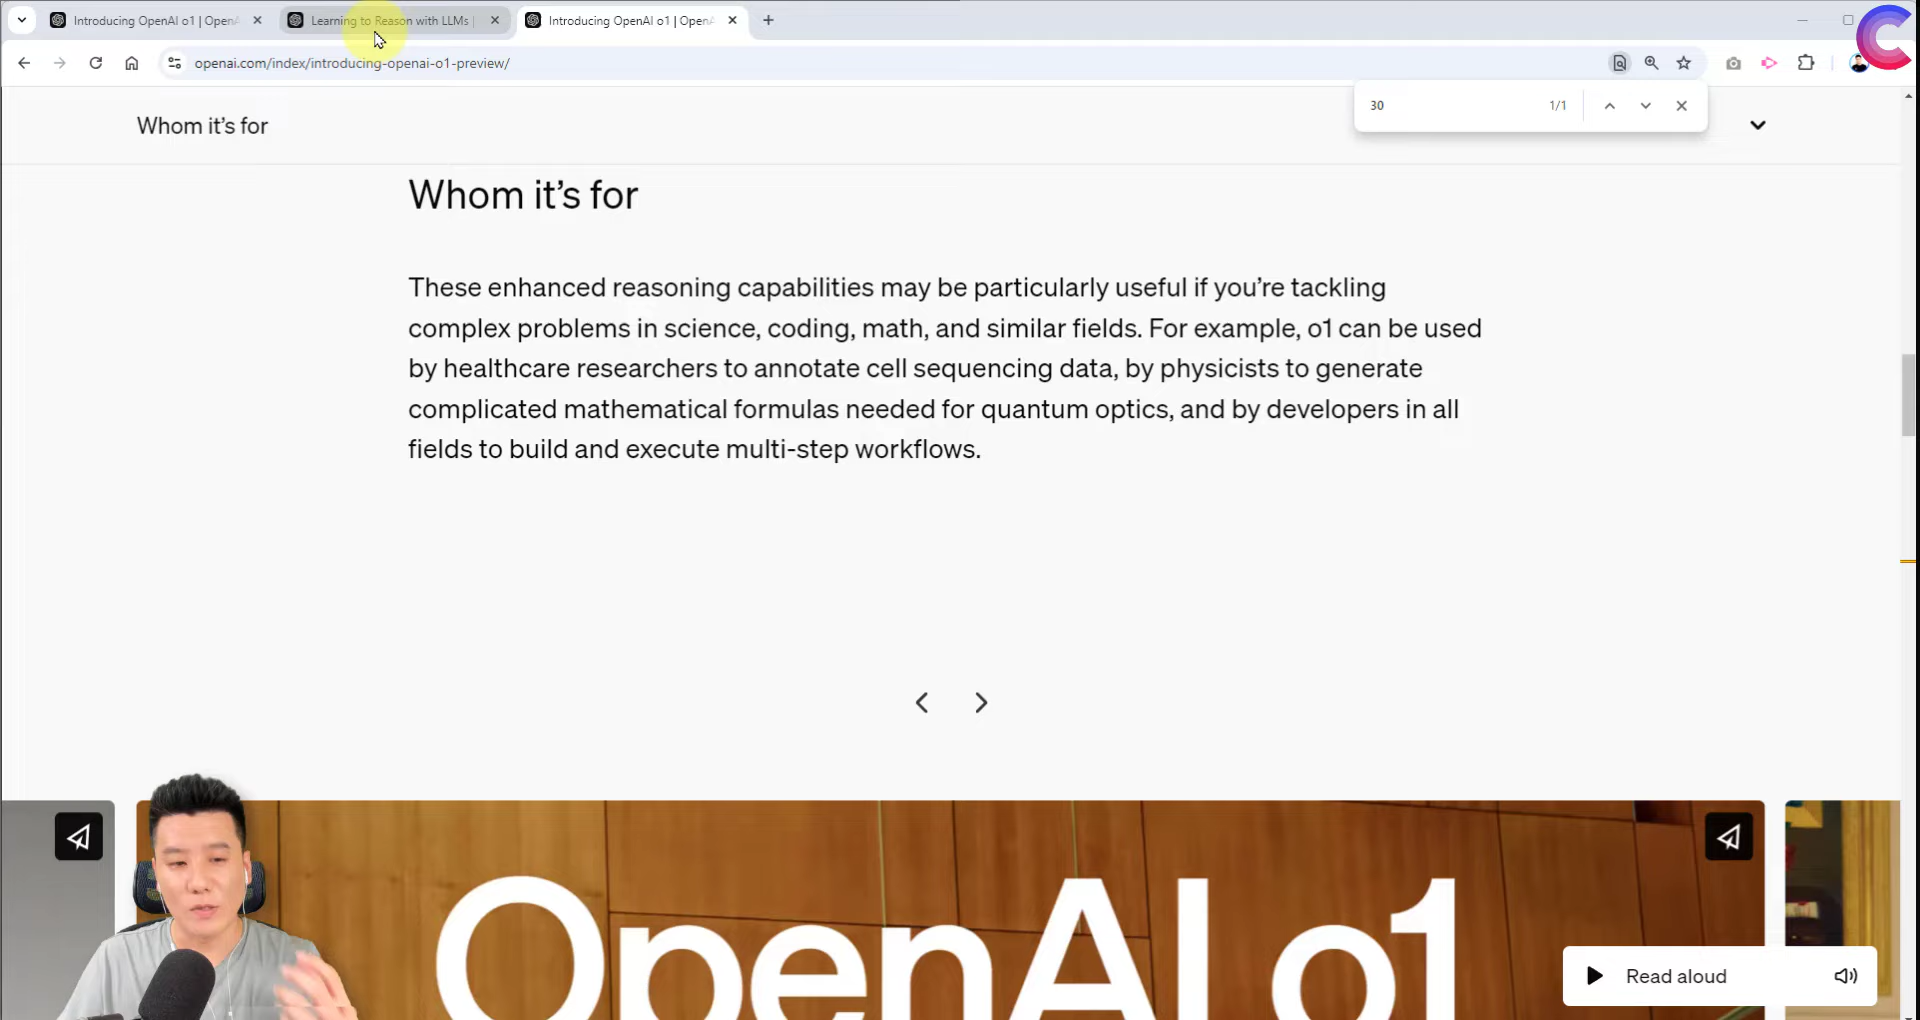 Introducing OpenAI o1 | Open
Learning to Reason with LLMs |
Introducing OpenAI o1 | Open
openai.com/index/introducing-openai-o1-preview/
30
1/1
Whom it's for
Whom it's for
These enhanced reasoning capabilities may be particularly useful if you're tackling
complex problems in science, coding, math, and similar fields. For example, o1 can be used
by healthcare researchers to annotate cell sequencing data, by physicists to generate
complicated mathematical formulas needed for quantum optics, and by developers in all
fields to build and execute multi-step workflows.
OpenAI o1
Read aloud